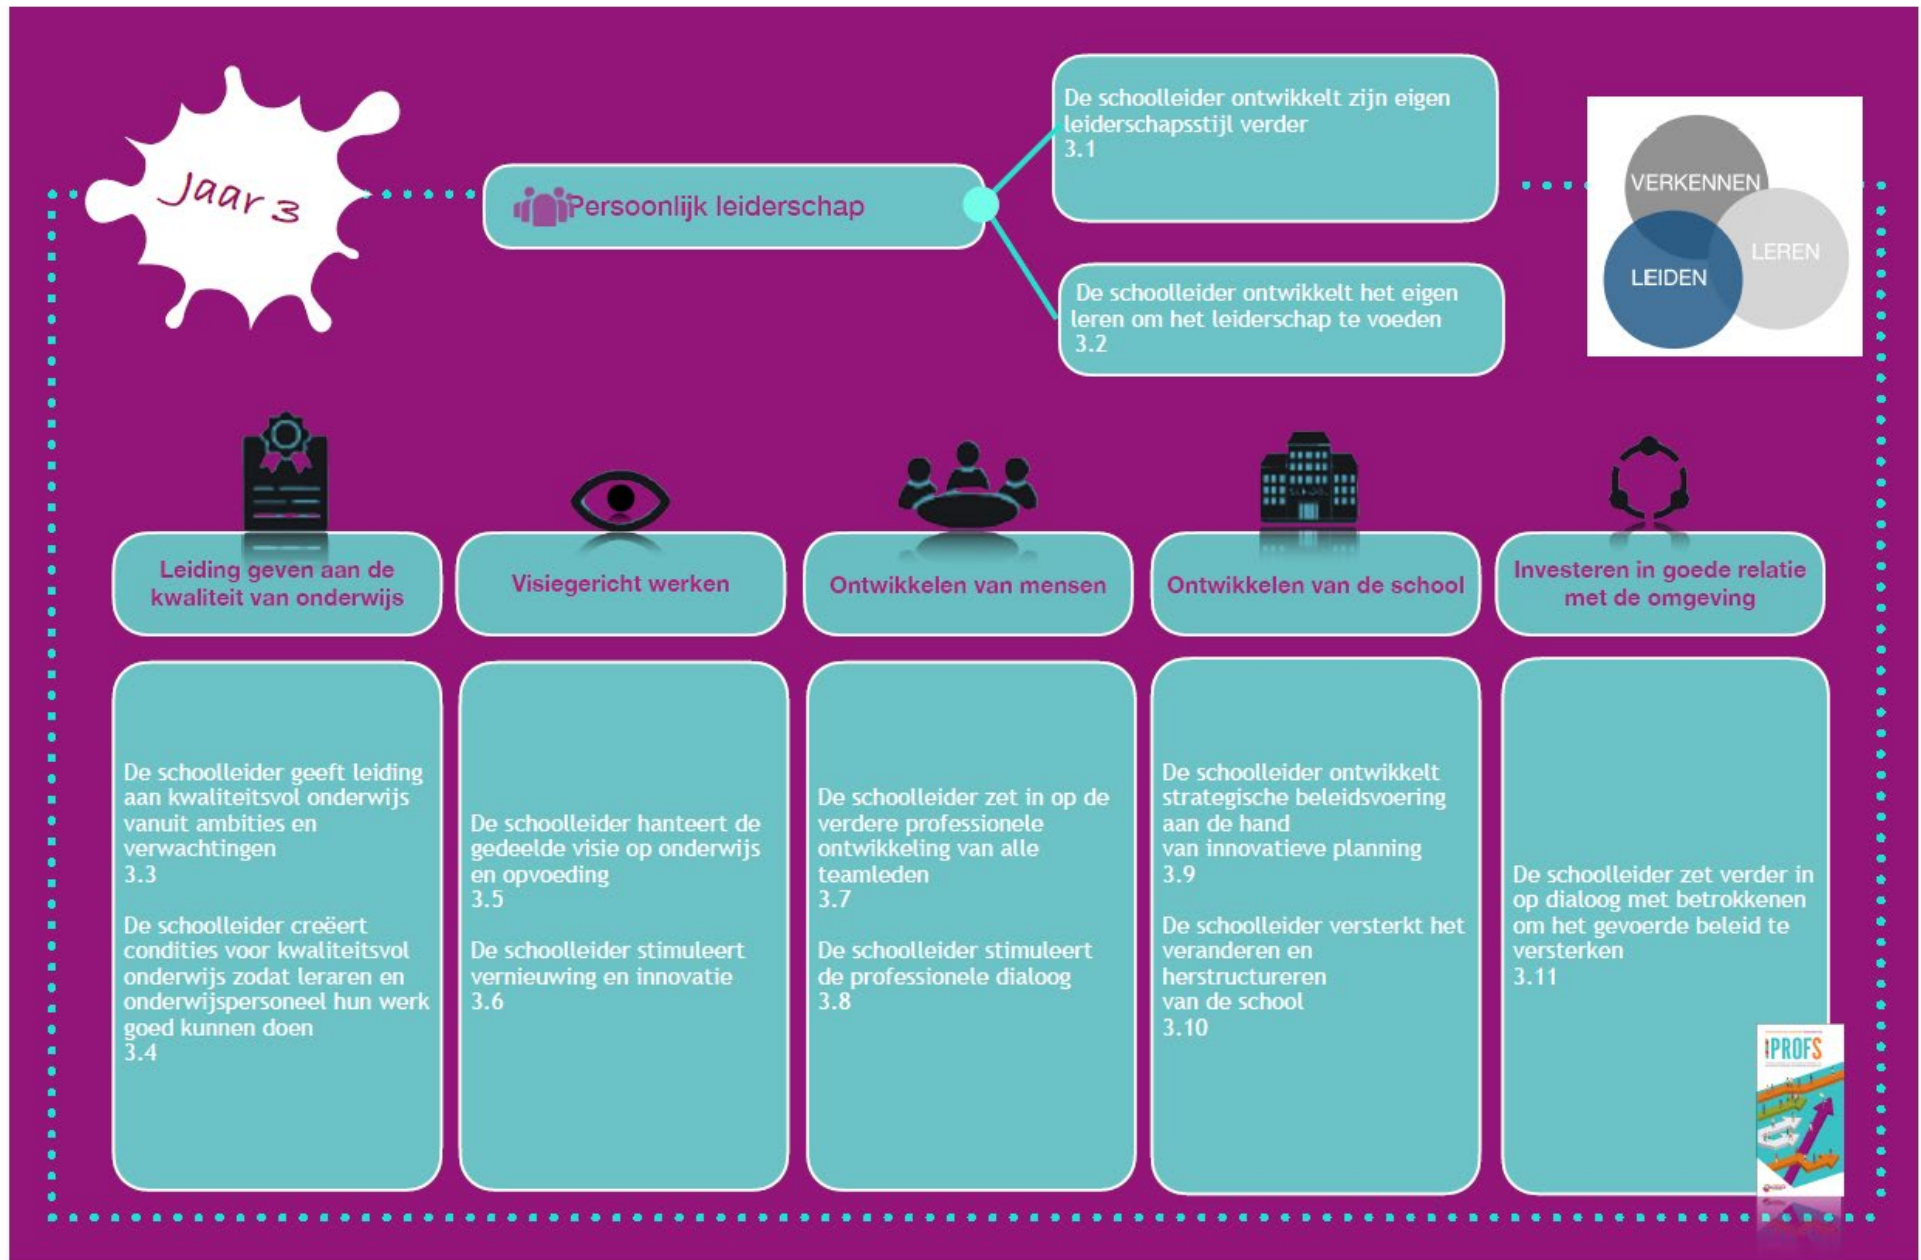 Jaar 3
Persoonlijk leiderschap
De schoolleider ontwikkelt zijn eigen
leiderschapsstijl verder
3.1
De schoolleider ontwikkelt het eigen
leren om het leiderschap te voeden
3.2
VERKENNEN
LEREN
LEIDEN
Leiding geven aan de
kwaliteit van onderwijs
De schoolleider geeft leiding
aan kwaliteitsvol onderwijs
vanuit ambities en
verwachtingen
3.3
De schoolleider creëert
condities voor kwaliteitsvol
onderwijs zodat leraren en
onderwijspersoneel hun werk
goed kunnen doen
3.4
Visiegericht werken
De schoolleider hanteert de
gedeelde visie op onderwijs
en opvoeding
3.5
De schoolleider stimuleert
vernieuwing en innovatie
3.6
Ontwikkelen van mensen
De schoolleider zet in op de
verdere professionele
ontwikkeling van alle
teamleden
3.7
De schoolleider stimuleert
de professionele dialoog
3.8
SCHOOL
Ontwikkelen van de school
De schoolleider ontwikkelt
strategische beleidsvoering
aan de hand
van innovatieve planning
3.9
De schoolleider versterkt het
veranderen en
herstructureren
van de school
3.10
Investeren in goede relatie
met de omgeving
De schoolleider zet verder in
op dialoog met betrokkenen
om het gevoerde beleid te
versterken
3.11
PROFS